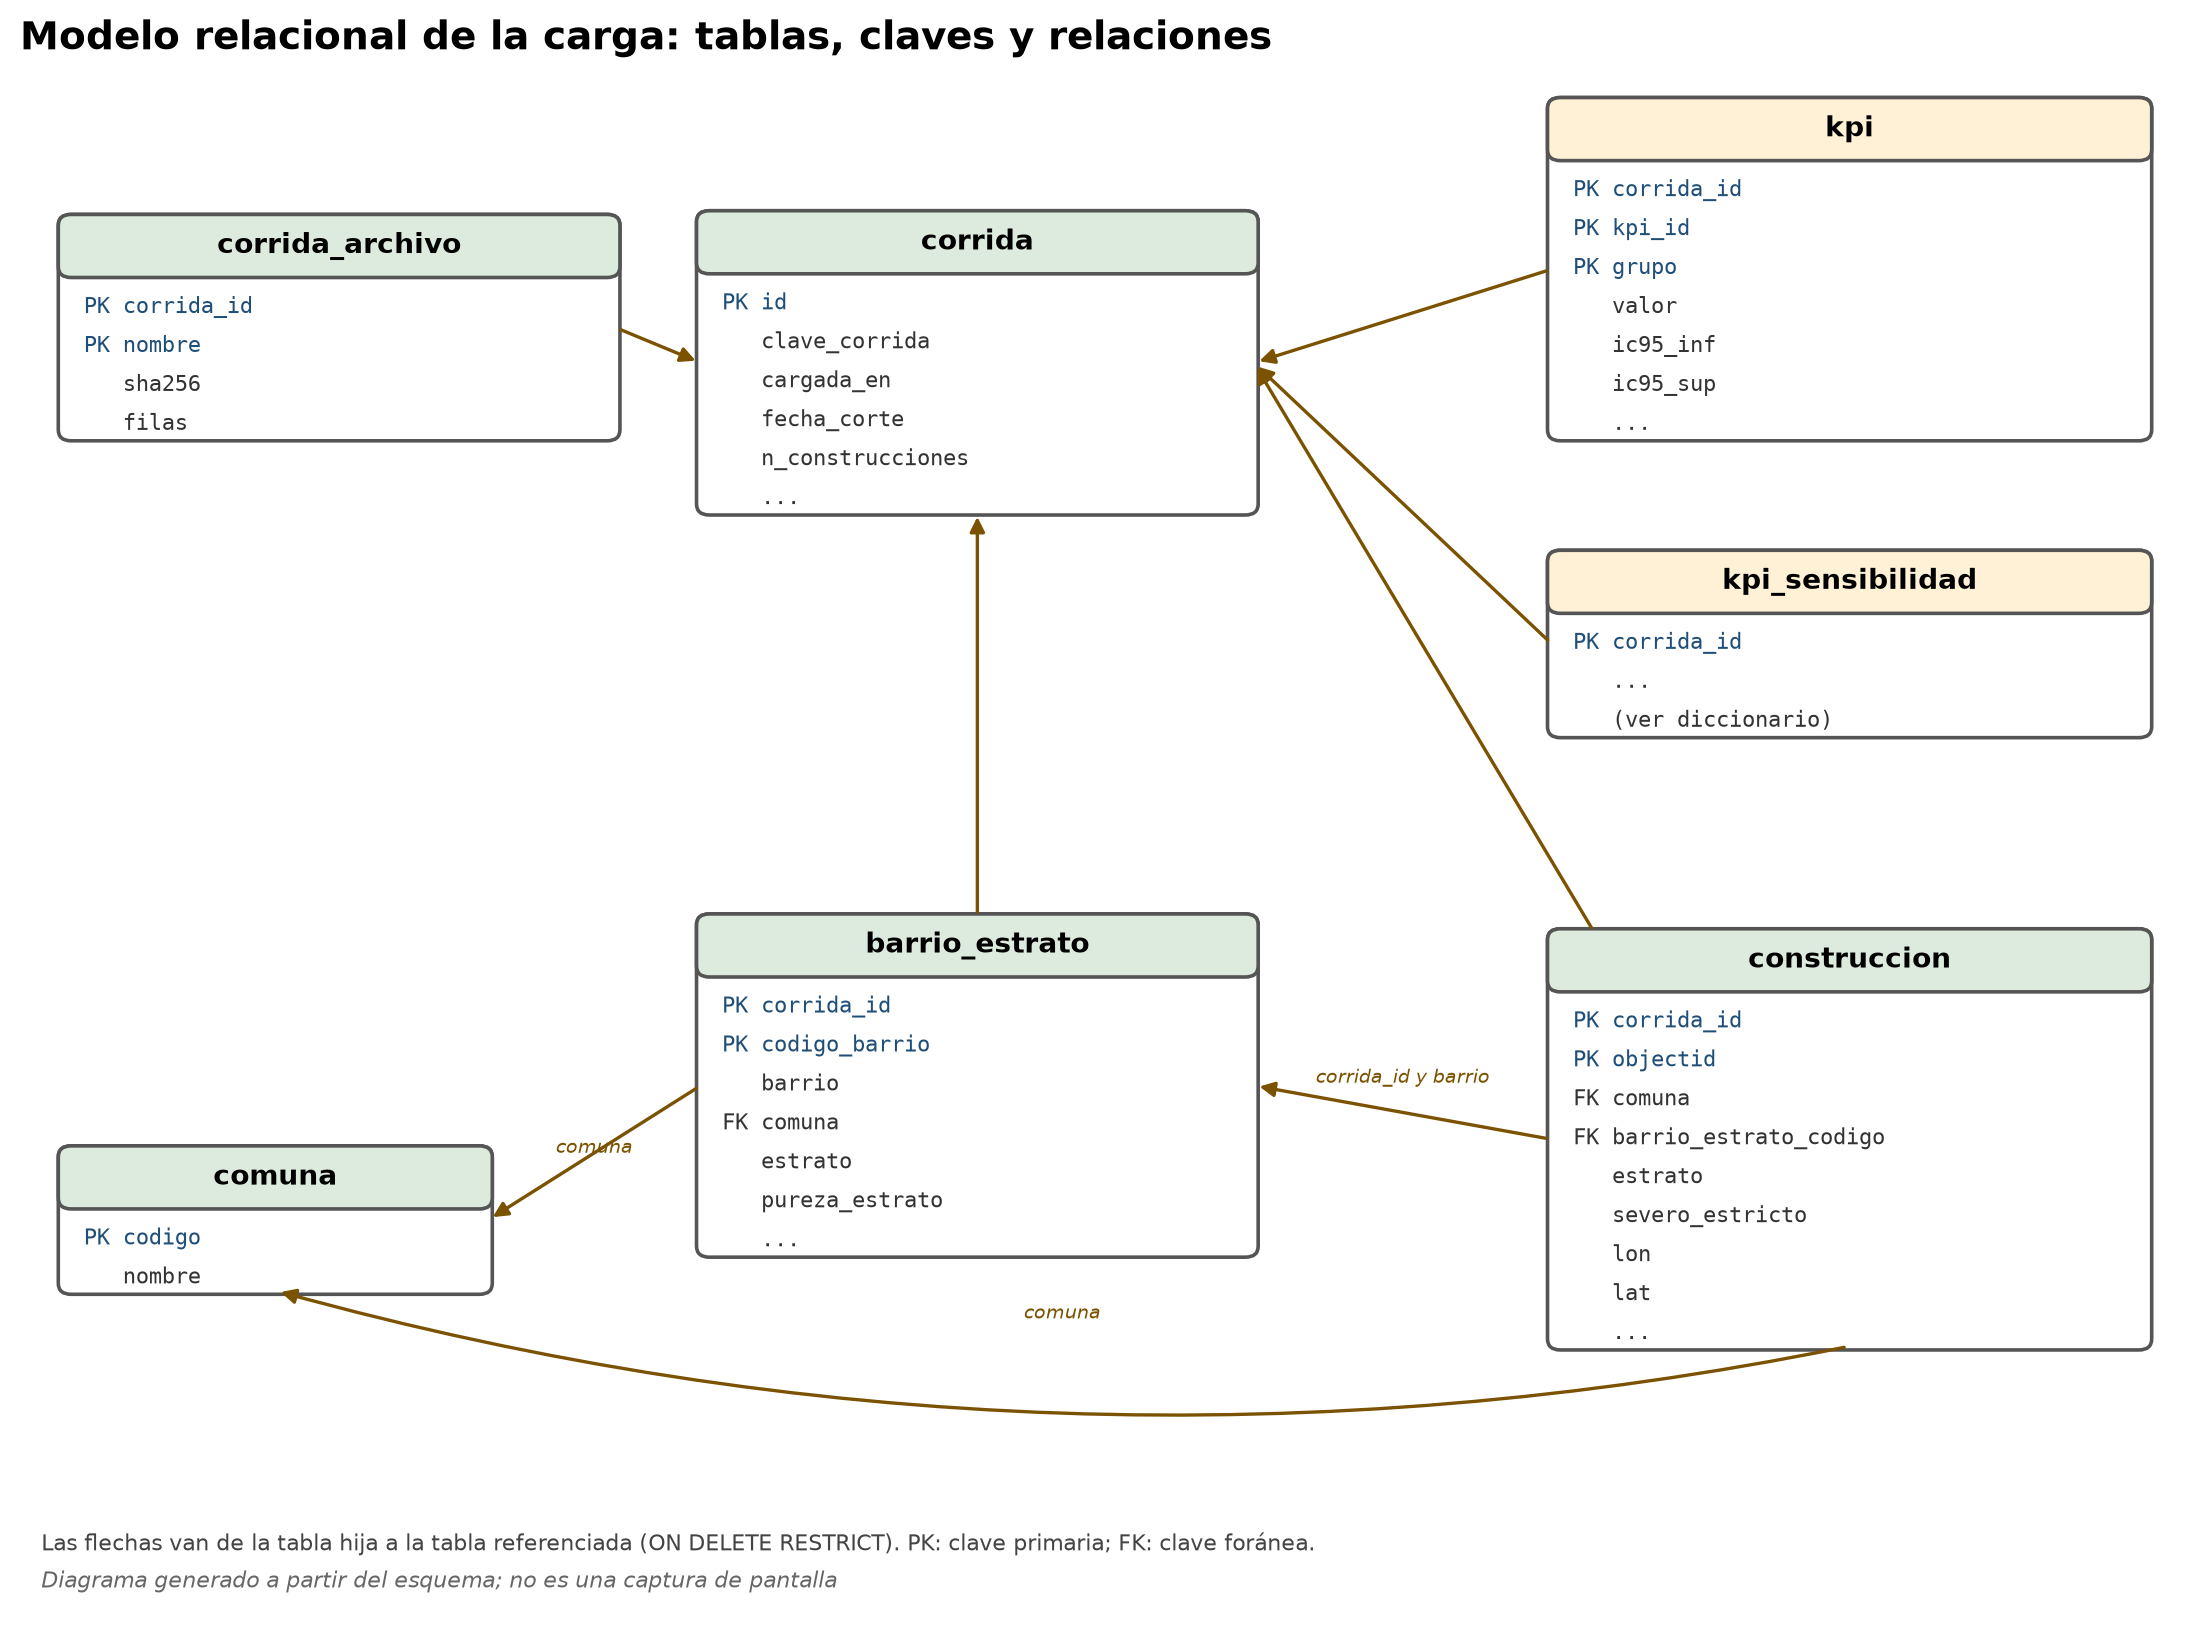 Modelo relacional de la carga: tablas, claves y relaciones
corrida_archivo
PK corrida_id
PK nombre
sha256
filas
corrida
PK id
clave_corrida
cargada_en
fecha_corte
n_construcciones
...
kpi
PK corrida_id
PK kpi_id
PK grupo
valor
ic95_inf
ic95_sup
...
kpi_sensibilidad
PK corrida_id
...
(ver diccionario)
comuna
PK codigo
nombre
comuna
barrio_estrato
PK corrida_id
PK codigo_barrio
barrio
FK comuna
estrato
pureza_estrato
...
corrida_id y barrio
comuna
construccion
PK corrida_id
PK objectid
FK comuna
FK barrio_estrato_codigo
estrato
severo_estricto
lon
lat
...
Las flechas van de la tabla hija a la tabla referenciada (ON DELETE RESTRICT). PK: clave primaria; FK: clave foránea.
Diagrama generado a partir del esquema; no es una captura de pantalla